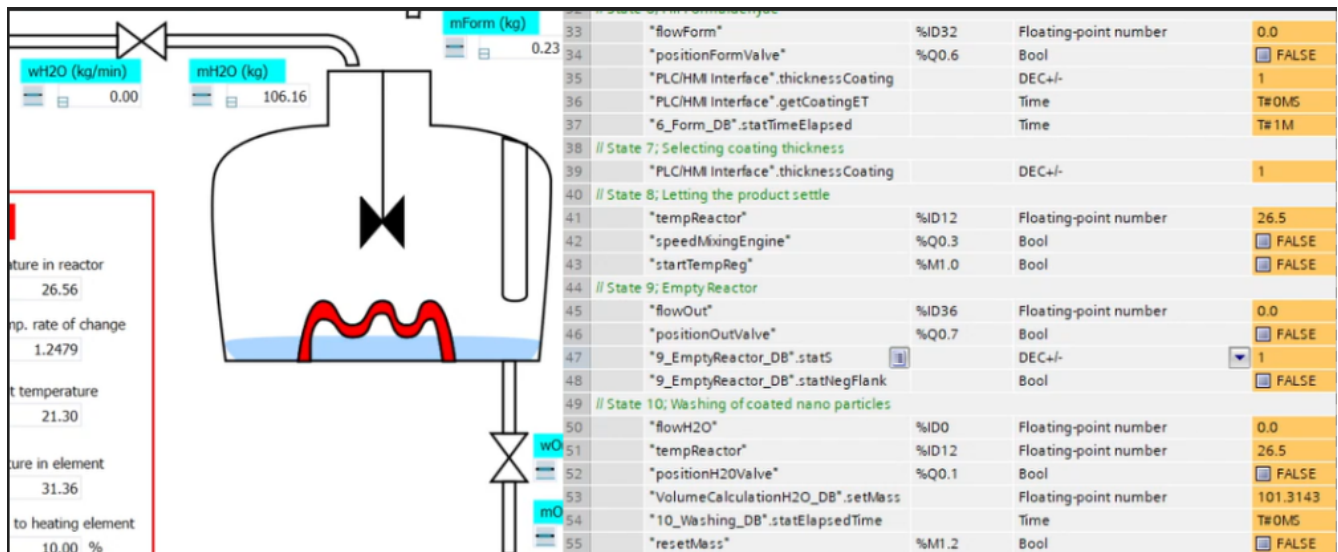 mForm (kg)
0.23
wH2O (kg/min)
0.00
mH2O (kg)
106.16
ature in reactor
26.56
mp. rate of change
1.2479
t temperature
21.30
ture in element
31.36
to heating element
10.00 %
wO
mO
33 "flowForm" %ID32 Floating-point number 0.0
34 "positionFormValve" %Q0.6 Bool FALSE
35 "PLC/HMI Interface".thicknessCoating DEC+/- 1
36 "PLC/HMI Interface".getCoatingET Time T#0MS
37 "6_Form_DB".statTimeElapsed Time T#1M
38 // State 7; Selecting coating thickness
39 "PLC/HMI Interface".thicknessCoating DEC+/- 1
40 // State 8; Letting the product settle
41 "tempReactor" %ID12 Floating-point number 26.5
42 "speedMixingEngine" %Q0.3 Bool FALSE
43 "startTempReg" %M1.0 Bool FALSE
44 // State 9; Empty Reactor
45 "flowOut" %ID36 Floating-point number 0.0
46 "positionOutValve" %Q0.7 Bool FALSE
47 "9_EmptyReactor_DB".statS DEC+/- 1
48 "9_EmptyReactor_DB".statNegFlank Bool FALSE
49 // State 10; Washing of coated nano particles
50 "flowH2O" %ID0 Floating-point number 0.0
51 "tempReactor" %ID12 Floating-point number 26.5
52 "positionH20Valve" %Q0.1 Bool FALSE
53 "VolumeCalculationH2O_DB".setMass Floating-point number 101.3143
54 "10_Washing_DB".statElapsedTime Time T#0MS
55 "resetMass" %M1.2 Bool FALSE